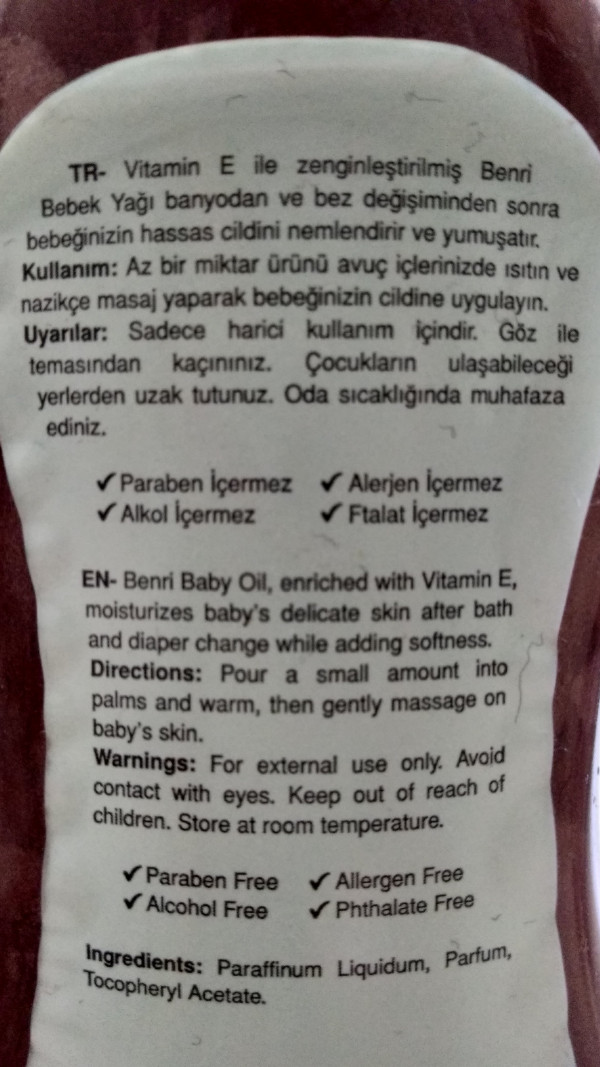 TR- Vitamin E ile zenginleştirilmiş Benri
Bebek Yağı banyodan ve bez değişiminden sonra
bebeğinizin hassas cildini nemlendirir ve yumuşatır.
Kullanım: Az bir miktar ürünü avuç içlerinizde ısıtın ve
nazikçe masaj yaparak bebeğinizin cildine uygulayın.
Uyarılar: Sadece harici kullanım içindir. Göz ile
temasından kaçınınız. Çocukların ulaşabileceği
yerlerden uzak tutunuz. Oda sıcaklığında muhafaza
ediniz.
✓ Paraben İçermez ✓ Alerjen İçermez
✓ Alkol İçermez ✓ Ftalat İçermez
EN- Benri Baby Oil, enriched with Vitamin E,
moisturizes baby's delicate skin after bath
and diaper change while adding softness.
Directions: Pour a small amount into
palms and warm, then gently massage on
baby's skin.
Warnings: For external use only. Avoid
contact with eyes. Keep out of reach of
children. Store at room temperature.
✓ Paraben Free ✓ Allergen Free
✓ Alcohol Free ✓ Phthalate Free
Ingredients: Paraffinum Liquidum, Parfum,
Tocopheryl Acetate.